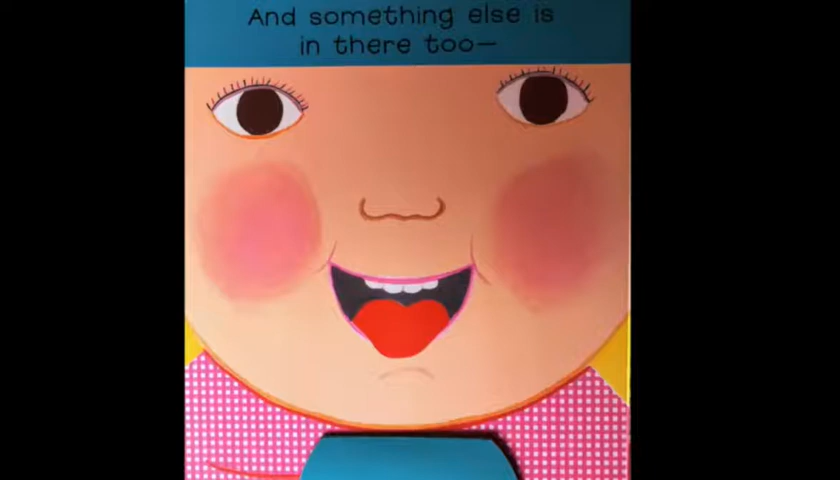 And something else is
in there too—